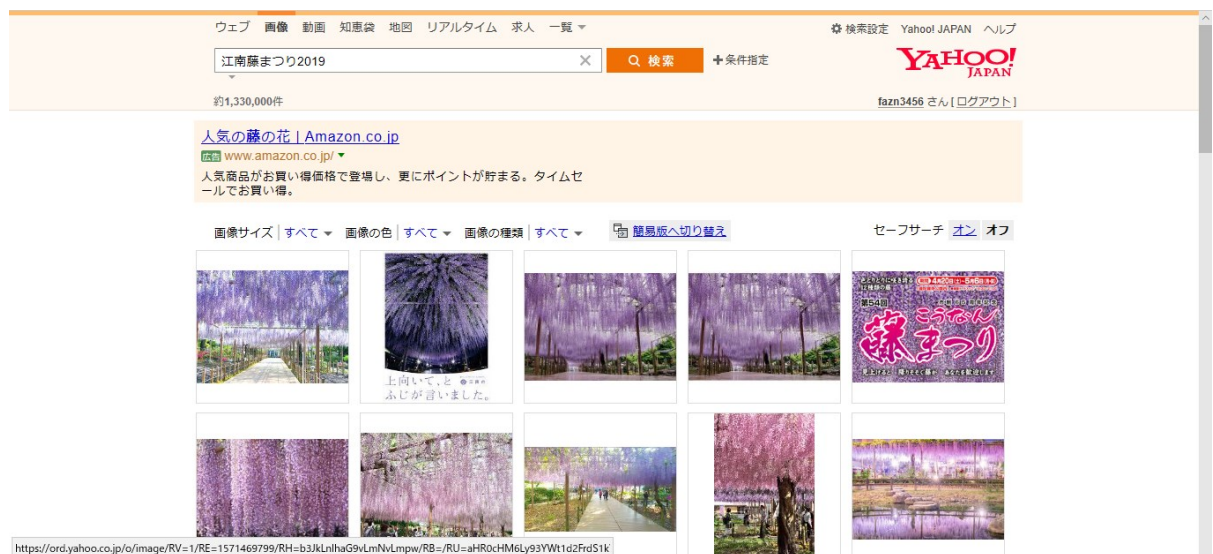 ウェブ 画像 動画 知恵袋 地図 リアルタイム 求人 一覧
検索設定 Yahoo! JAPAN ヘルプ
江南藤まつり2019
検索
条件指定
YAHOO!
JAPAN
約1,330,000件
fazn3456 さん [ ログアウト ]
人気の藤の花 | Amazon.co.jp
広告 www.amazon.co.jp/
人気商品がお買い得価格で登場し、更にポイントが貯まる。タイムセ
ールでお買い得。
画像サイズ | すべて 画像の色 | すべて 画像の種類 | すべて 簡易版へ切り替え セーフサーチ オン オフ
上向いて、と
ふじが言いました。
第54回
こうなん
藤まつり
https://ord.yahoo.co.jp/o/image/RV=1/RE=1571469799/RH=b3JkLnlhaG9vLmNvLmpw/RB=/RU=aHR0cHM6Ly93YWt1d2FrdS1k